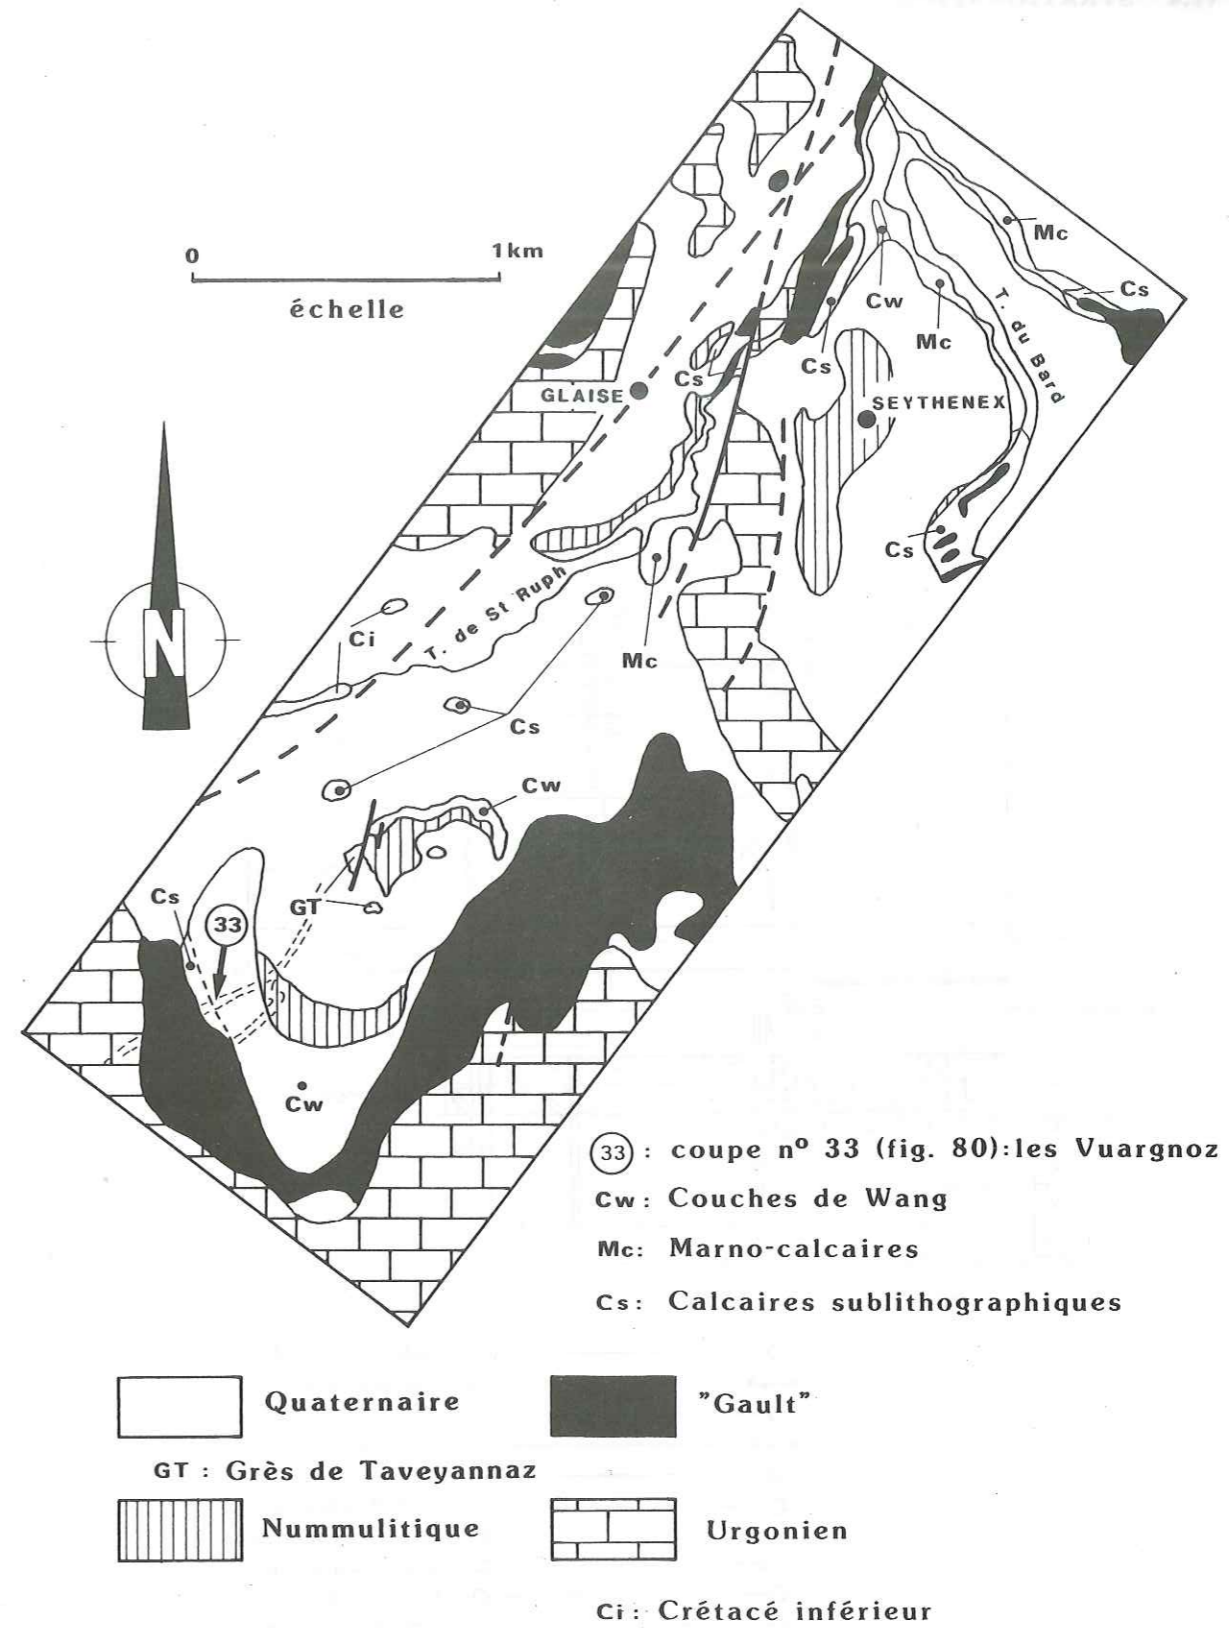 0 1km
échelle
Mc
Cs
Cw
T. du Bard
Mc
Cs
Cs
GLAISE
SEYTHENEX
Cs
N
Ci
T. de St Ruph
Mc
Cs
Cw
Cs
33
GT
Cw
33 : coupe nº 33 (fig. 80):les Vuargnoz
Cw : Couches de Wang
Mc: Marno-calcaires
Cs: Calcaires sublithographiques
Quaternaire
"Gault"
GT : Grès de Taveyannaz
Nummulitique
Urgonien
Ci : Crétacé inférieur